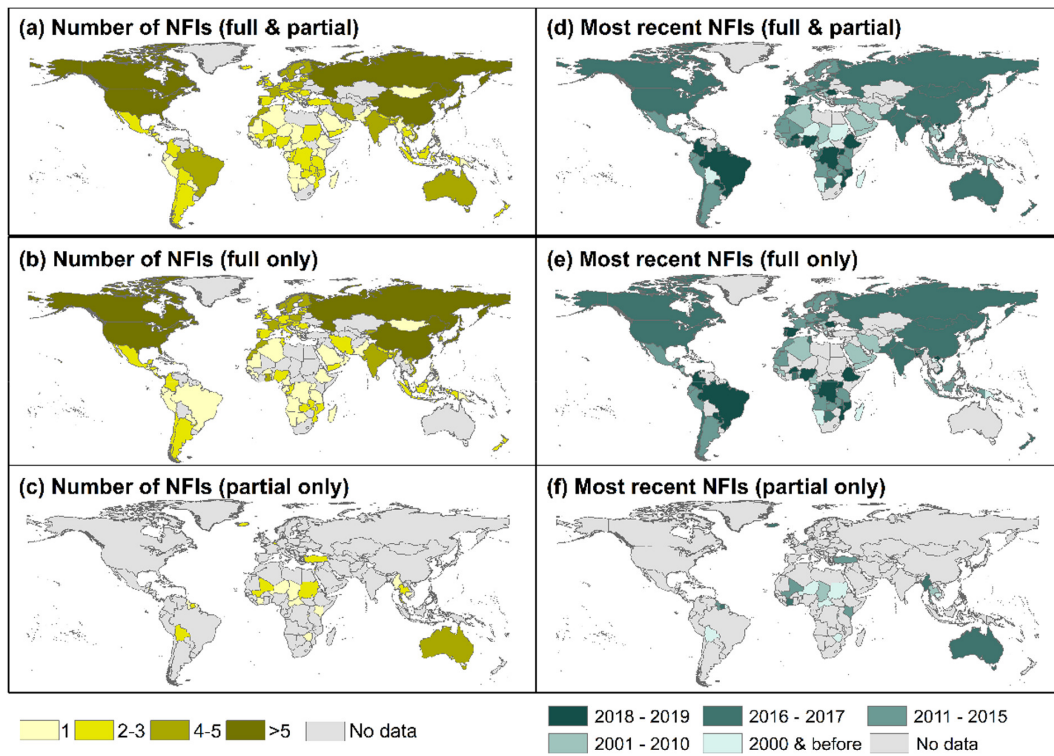 (a) Number of NFIs (full & partial)
(d) Most recent NFIs (full & partial)
(b) Number of NFIs (full only)
(e) Most recent NFIs (full only)
(c) Number of NFIs (partial only)
(f) Most recent NFIs (partial only)
1 2-3 4-5 >5 No data
2018 - 2019 2016 - 2017 2011 - 2015
2001 - 2010 2000 & before No data